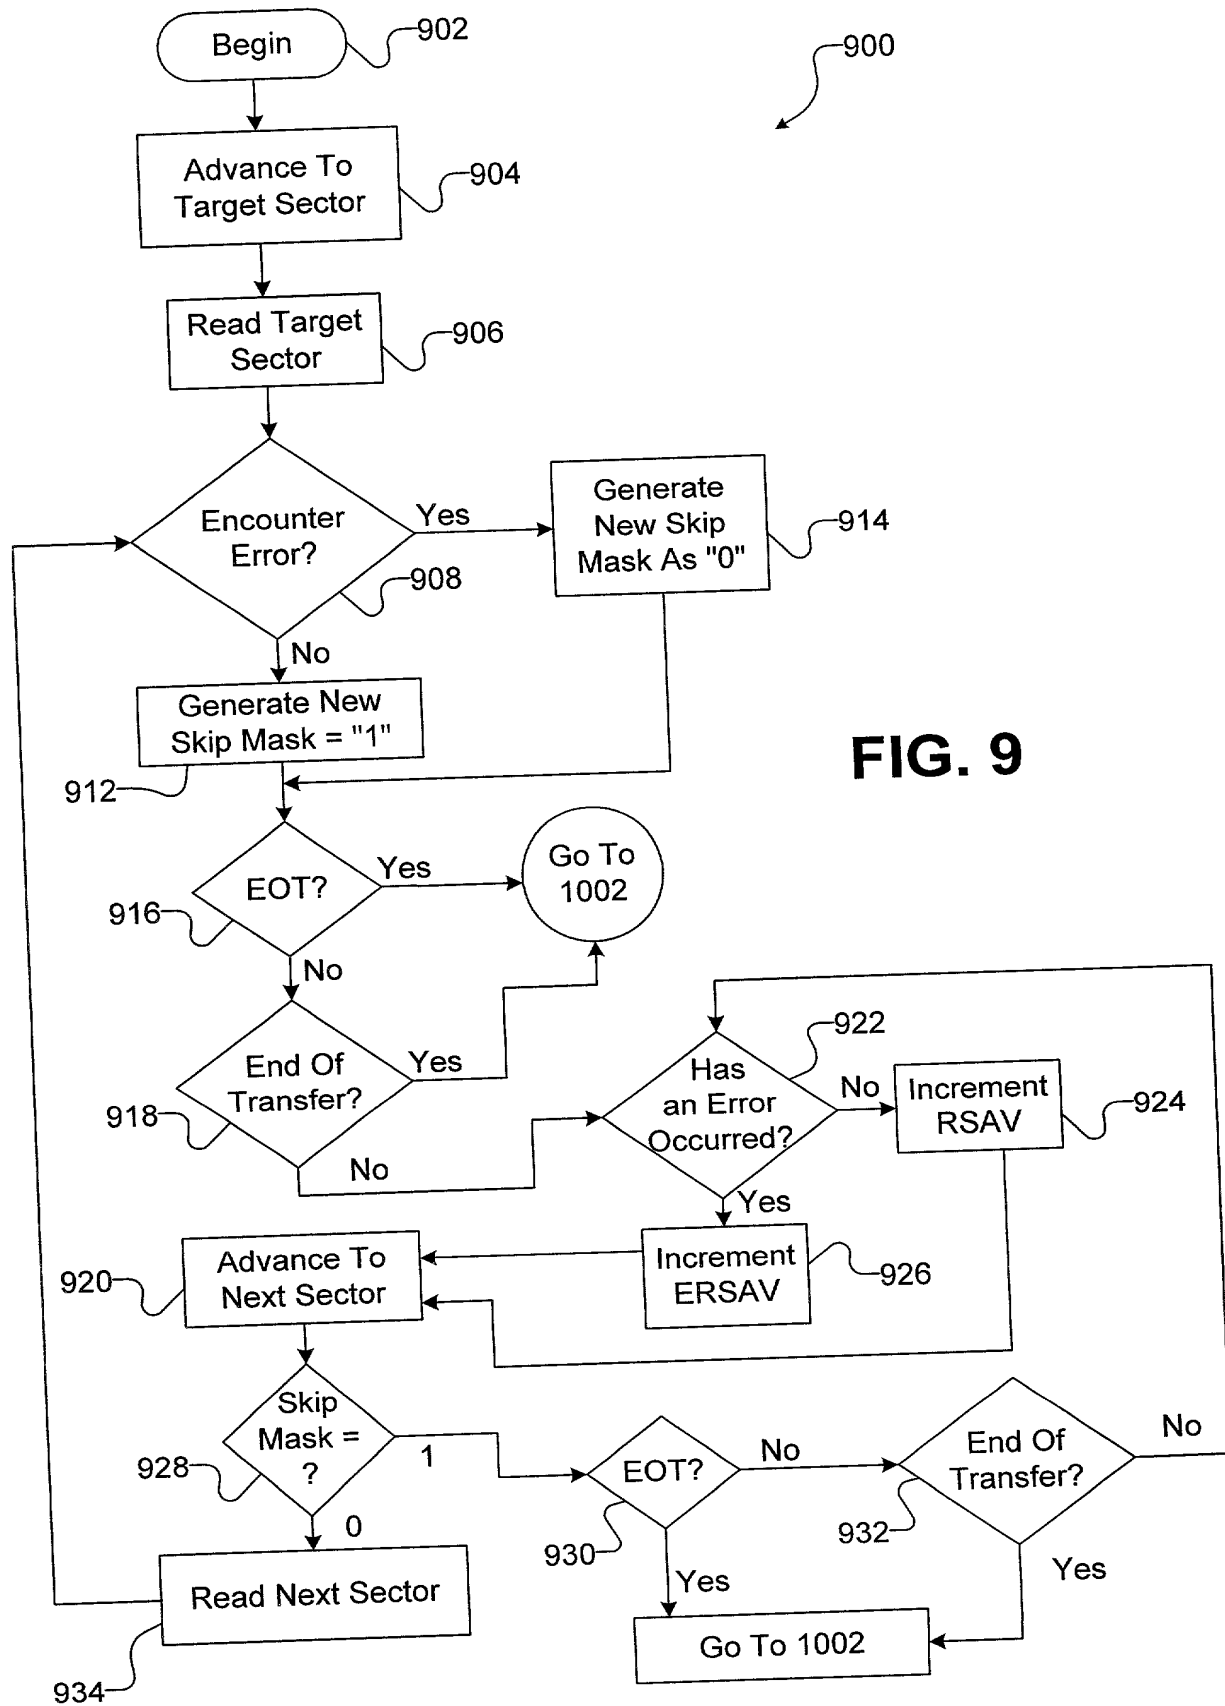 Begin
902
900
Advance To
Target Sector
904
Read Target
Sector
906
Encounter
Error?
908
Yes
Generate
New Skip
Mask As "0"
914
No
Generate New
Skip Mask = "1"
912
FIG. 9
EOT?
916
Yes
Go To
1002
No
End Of
Transfer?
918
Yes
No
Has
an Error
Occurred?
922
No
Increment
RSAV
924
Yes
Increment
ERSAV
926
Advance To
Next Sector
920
Skip
Mask =
?
928
1
0
EOT?
930
No
End Of
Transfer?
932
No
Yes
Yes
Read Next Sector
934
Go To 1002